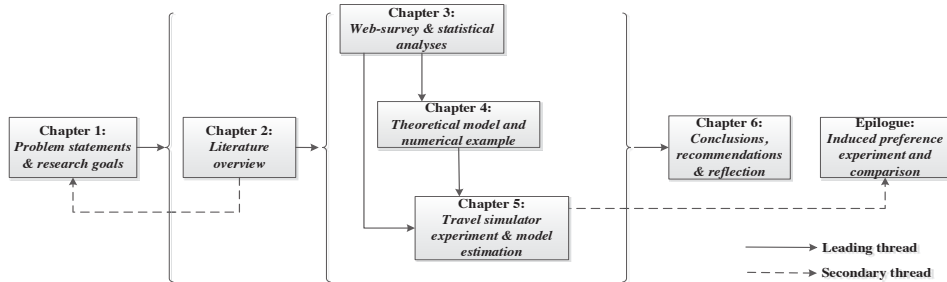 Chapter 1:
Problem statements
& research goals
Chapter 2:
Literature
overview
Chapter 3:
Web-survey & statistical
analyses
Chapter 4:
Theoretical model and
numerical example
Chapter 5:
Travel simulator
experiment & model
estimation
Chapter 6:
Conclusions,
recommendations
& reflection
Epilogue:
Induced preference
experiment and
comparison
Leading thread
Secondary thread